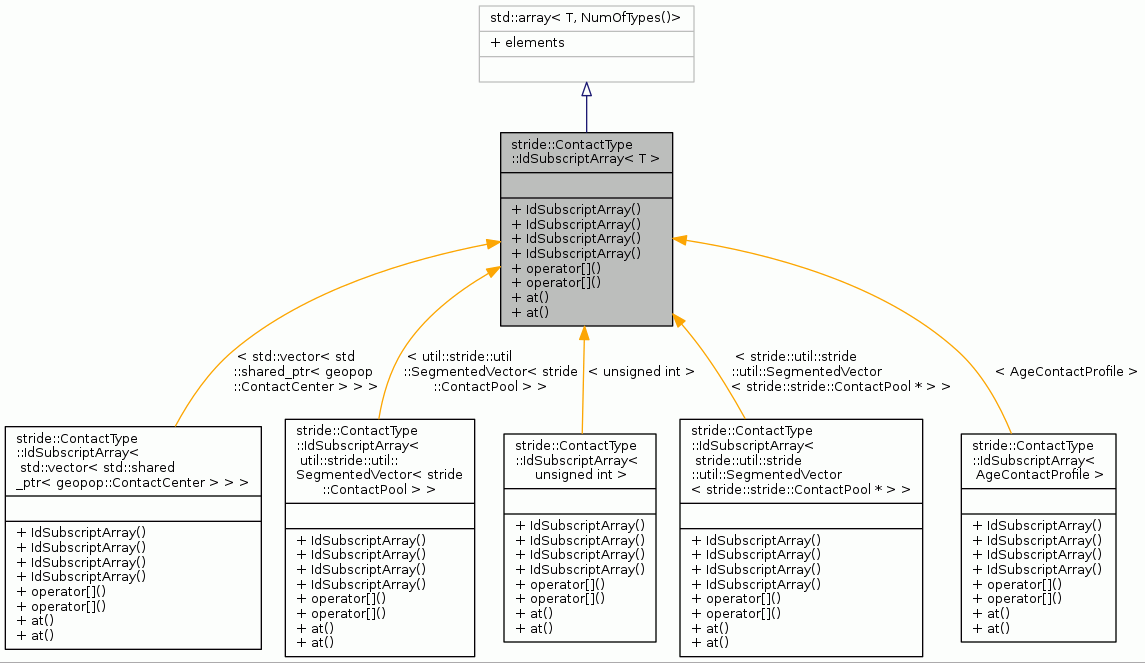 std::array< T, NumOfTypes()>
+ elements
stride::ContactType
::IdSubscriptArray< T >
+ IdSubscriptArray()
+ IdSubscriptArray()
+ IdSubscriptArray()
+ IdSubscriptArray()
+ operator[]()
+ operator[]()
+ at()
+ at()
< std::vector< std
::shared_ptr< geopop
::ContactCenter > > >
< util::stride::util
::SegmentedVector< stride
::ContactPool > >
< unsigned int >
< stride::util::stride
::util::SegmentedVector
< stride::stride::ContactPool * > >
< AgeContactProfile >
stride::ContactType
::IdSubscriptArray<
std::vector< std::shared
_ptr< geopop::ContactCenter > > >
+ IdSubscriptArray()
+ IdSubscriptArray()
+ IdSubscriptArray()
+ IdSubscriptArray()
+ operator[]()
+ operator[]()
+ at()
+ at()
stride::ContactType
::IdSubscriptArray<
util::stride::util::
SegmentedVector< stride
::ContactPool > >
+ IdSubscriptArray()
+ IdSubscriptArray()
+ IdSubscriptArray()
+ IdSubscriptArray()
+ operator[]()
+ operator[]()
+ at()
+ at()
stride::ContactType
::IdSubscriptArray<
unsigned int >
+ IdSubscriptArray()
+ IdSubscriptArray()
+ IdSubscriptArray()
+ IdSubscriptArray()
+ operator[]()
+ operator[]()
+ at()
+ at()
stride::ContactType
::IdSubscriptArray<
stride::util::stride
::util::SegmentedVector
< stride::stride::ContactPool * > >
+ IdSubscriptArray()
+ IdSubscriptArray()
+ IdSubscriptArray()
+ IdSubscriptArray()
+ operator[]()
+ operator[]()
+ at()
+ at()
stride::ContactType
::IdSubscriptArray<
AgeContactProfile >
+ IdSubscriptArray()
+ IdSubscriptArray()
+ IdSubscriptArray()
+ IdSubscriptArray()
+ operator[]()
+ operator[]()
+ at()
+ at()